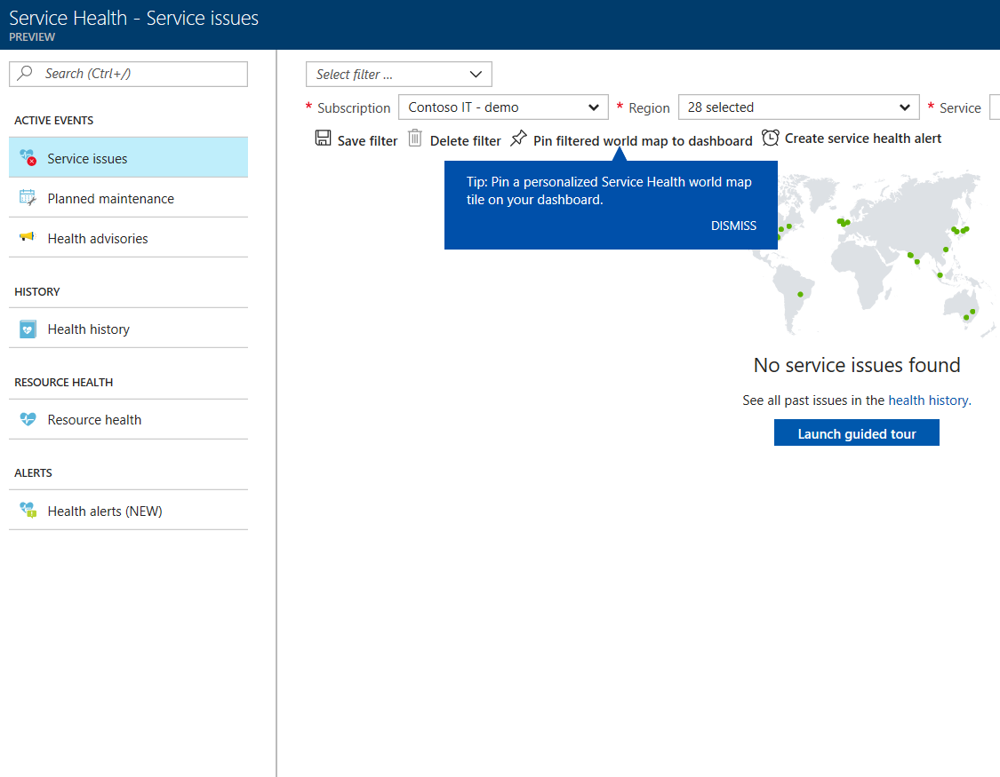 Service Health - Service issues
PREVIEW
Search (Ctrl+/)
ACTIVE EVENTS
Service issues
Planned maintenance
Health advisories
HISTORY
Health history
RESOURCE HEALTH
Resource health
ALERTS
Health alerts (NEW)
Select filter ...
* Subscription Contoso IT - demo * Region 28 selected * Service
Save filter Delete filter Pin filtered world map to dashboard Create service health alert
Tip: Pin a personalized Service Health world map
tile on your dashboard.
DISMISS
No service issues found
See all past issues in the health history.
Launch guided tour